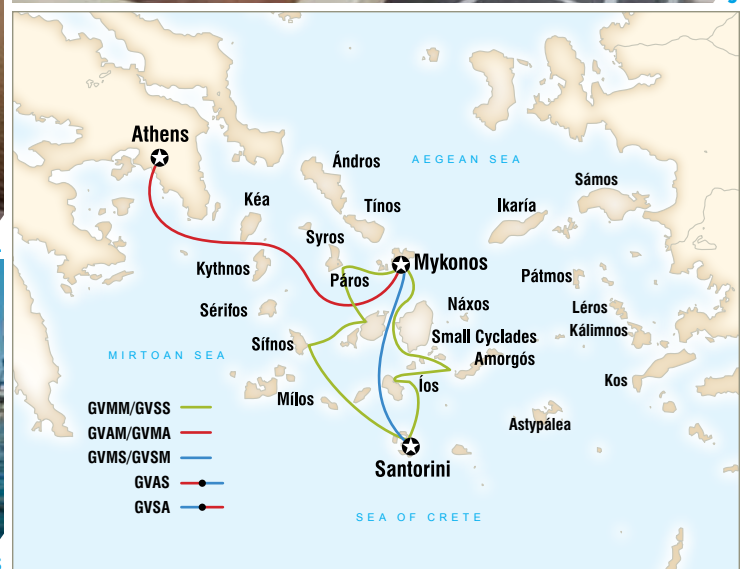 Athens
Ándros
AEGEAN SEA
Sámos
Kéa
Tínos
Ikaría
Syros
Mykonos
Kythnos
Páros
Pátmos
Sérifos
Náxos
Léros
Small Cyclades
Kálimnos
Sífnos
Amorgós
MIRTOAN SEA
Kos
Íos
Mílos
GVMM/GVSS
Astypálea
GVAM/GVMA
GVMS/GVSM
Santorini
GVAS
GVSA
SEA OF CRETE